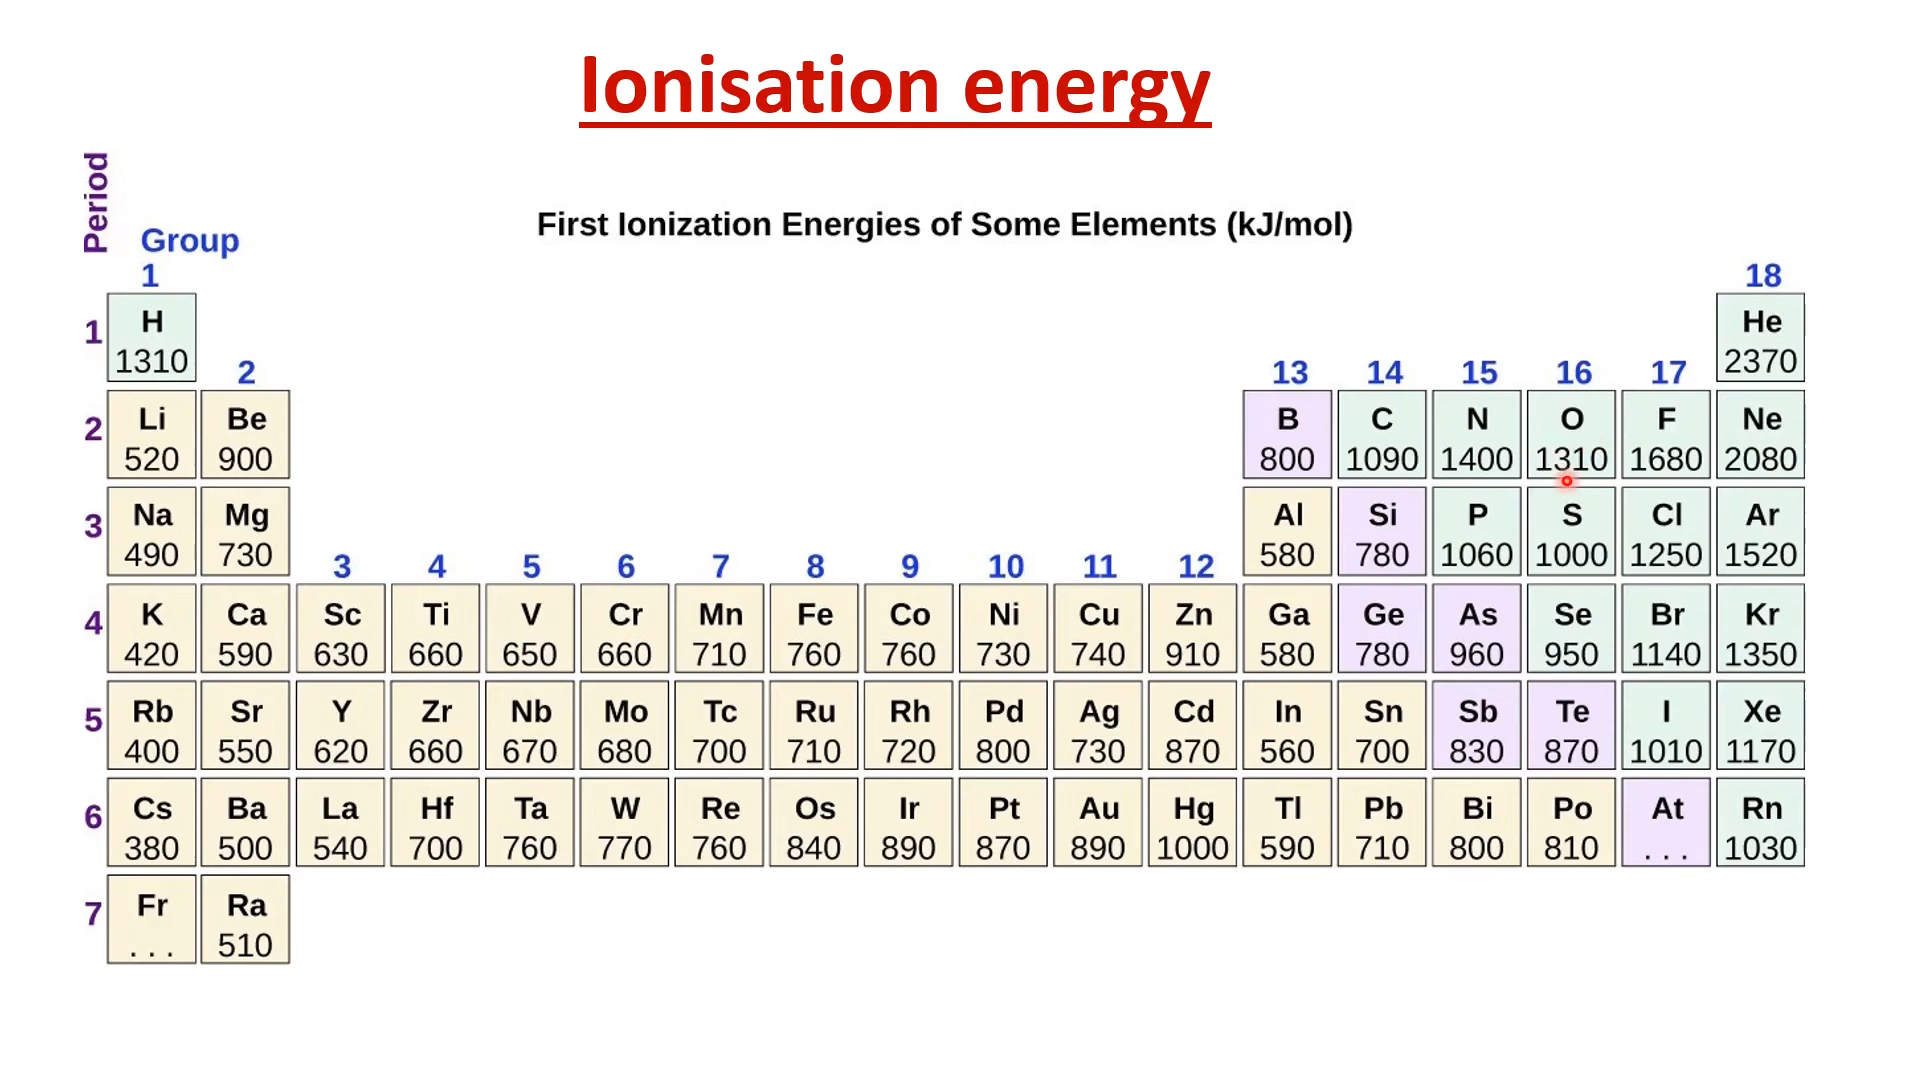 Ionisation energy
Period
First Ionization Energies of Some Elements (kJ/mol)
Group
1 18
1 H He
1310 2370
2 13 14 15 16 17
2 Li Be B C N O F Ne
520 900 800 1090 1400 1310 1680 2080
3 Na Mg Al Si P S Cl Ar
490 730 580 780 1060 1000 1250 1520
3 4 5 6 7 8 9 10 11 12
4 K Ca Sc Ti V Cr Mn Fe Co Ni Cu Zn Ga Ge As Se Br Kr
420 590 630 660 650 660 710 760 760 730 740 910 580 780 960 950 1140 1350
5 Rb Sr Y Zr Nb Mo Tc Ru Rh Pd Ag Cd In Sn Sb Te I Xe
400 550 620 660 670 680 700 710 720 800 730 870 560 700 830 870 1010 1170
6 Cs Ba La Hf Ta W Re Os Ir Pt Au Hg Tl Pb Bi Po At Rn
380 500 540 700 760 770 760 840 890 870 890 1000 590 710 800 810 . . . 1030
7 Fr Ra
. . . 510